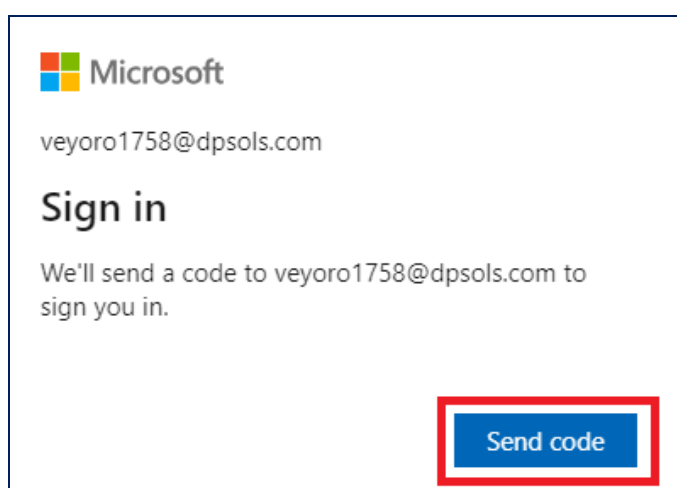 Microsoft
veyoro1758@dpsols.com
Sign in
We'll send a code to veyoro1758@dpsols.com to
sign you in.
Send code